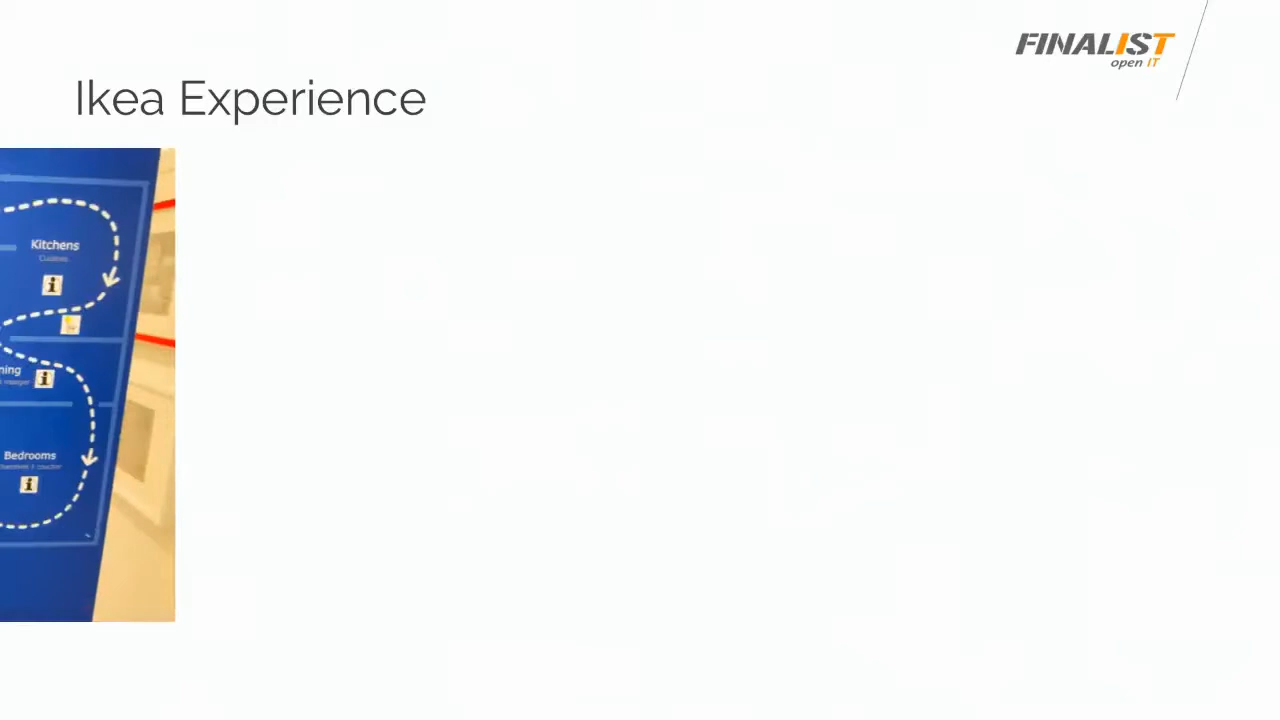 FINALIST
open IT
Ikea Experience
Kitchens
ning
Bedrooms